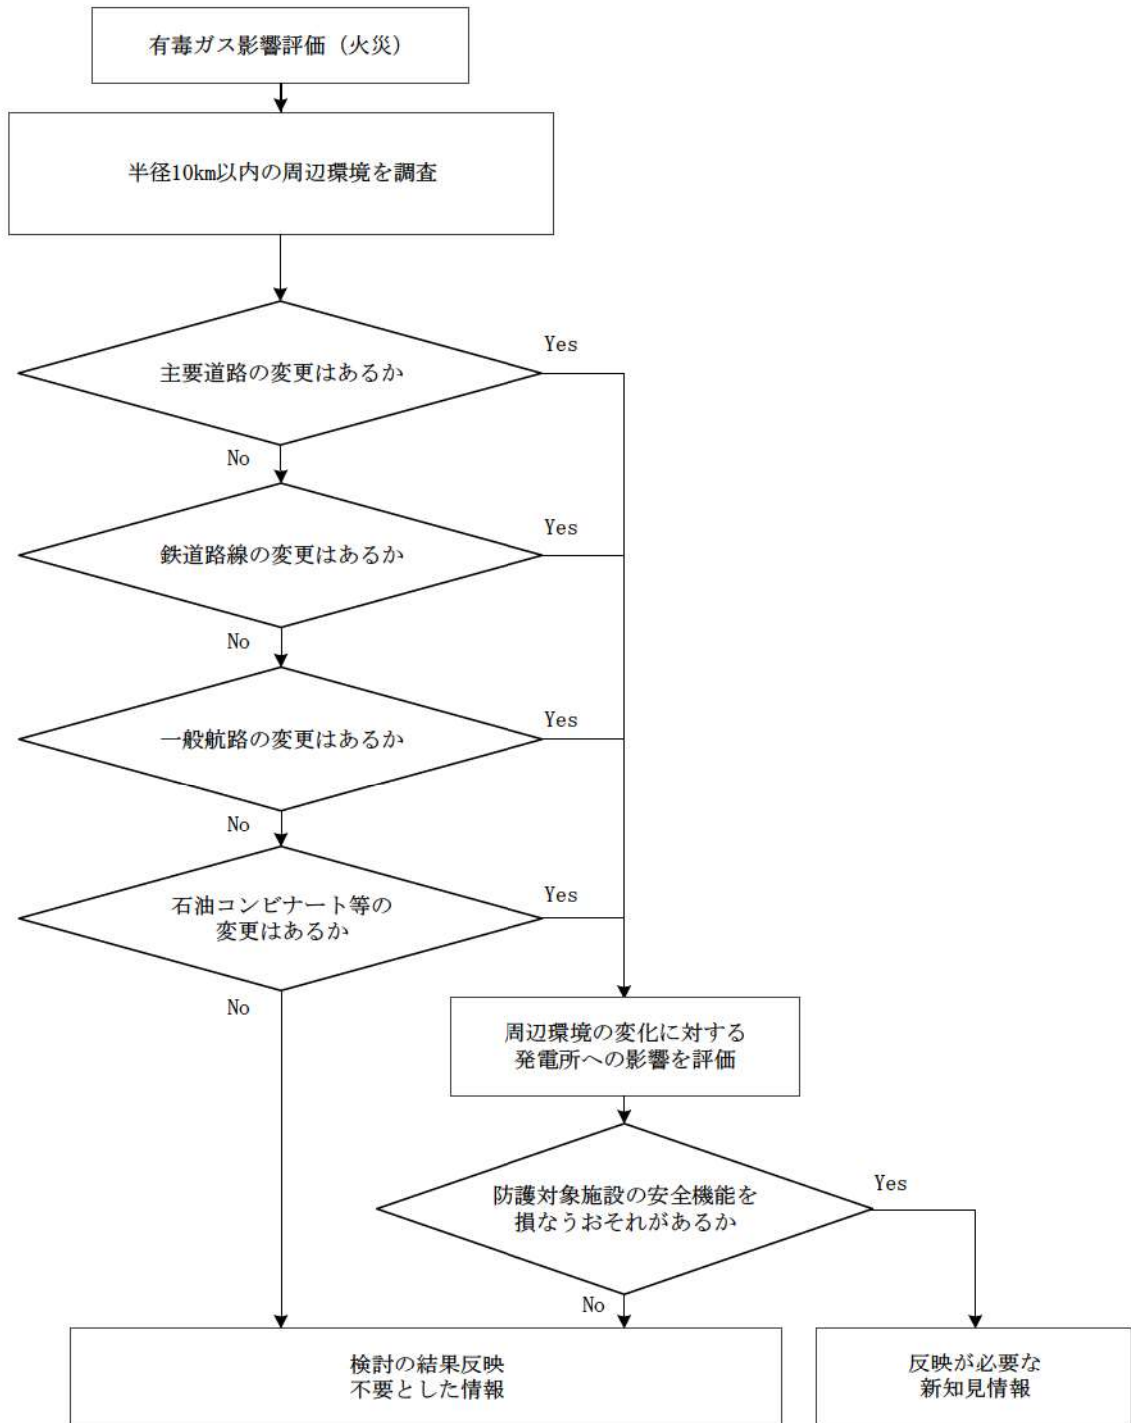 有毒ガス影響評価（火災）
半径10km以内の周辺環境を調査
主要道路の変更はあるか
Yes
No
鉄道路線の変更はあるか
Yes
No
一般航路の変更はあるか
Yes
No
石油コンビナート等の
変更はあるか
Yes
No
周辺環境の変化に対する
発電所への影響を評価
防護対象施設の安全機能を
損なうおそれがあるか
Yes
No
検討の結果反映
不要とした情報
反映が必要な
新知見情報